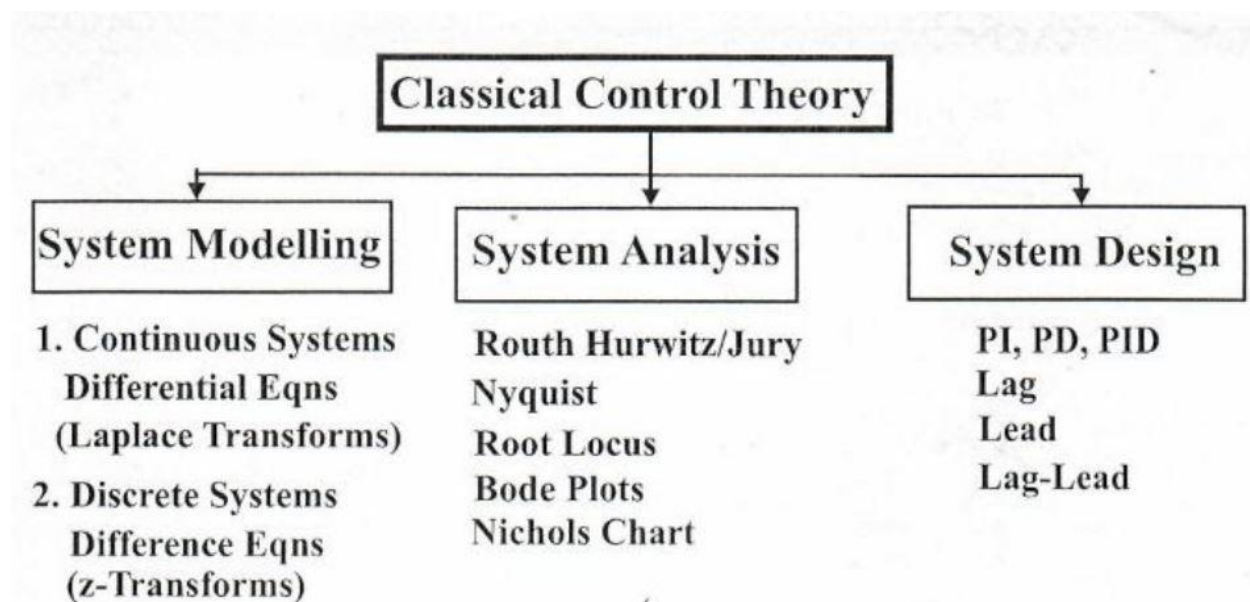 Classical Control Theory
System Modelling
1. Continuous Systems
Differential Eqns
(Laplace Transforms)
2. Discrete Systems
Difference Eqns
(z-Transforms)
System Analysis
Routh Hurwitz/Jury
Nyquist
Root Locus
Bode Plots
Nichols Chart
System Design
PI, PD, PID
Lag
Lead
Lag-Lead